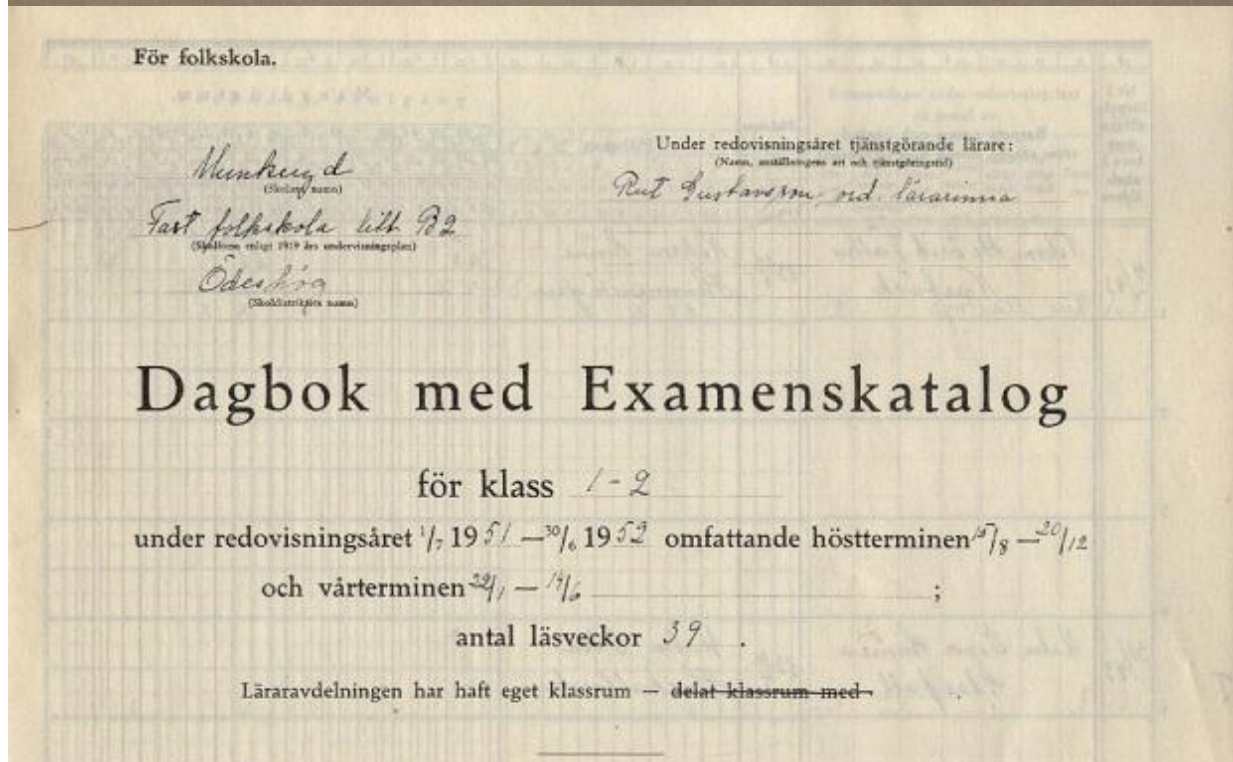 För folkskola.
Munkeryd
(Skolans namn)
Fast folkskola litt. B2
(Skolform enligt 1919 års undervisningsplan)
Ödeshög
(Skoldistriktets namn)
Under redovisningsåret tjänstgörande lärare:
(Namn, anställningens art och tjänstgöringstid)
Rut Gustavsson, ord. lärarinna
Dagbok med Examenskatalog
för klass 1-2
under redovisningsåret 1/7 1951 — 30/6 1952 omfattande höstterminen 15/8 — 20/12
och vårterminen 22/1 — 14/6 ;
antal läsveckor 39 .
Läraravdelningen har haft eget klassrum — delat klassrum med .